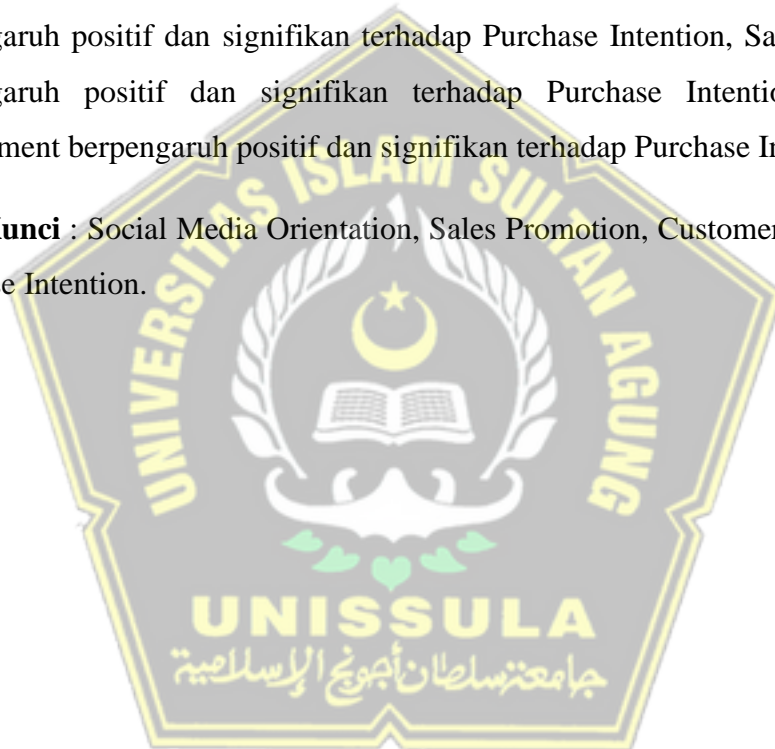 garuh positif dan signifikan terhadap Purchase Intention, Sa
garuh positif dan signifikan terhadap Purchase Intentio
ment berpengaruh positif dan signifikan terhadap Purchase In
unci : Social Media Orientation, Sales Promotion, Customer
e Intention.
UNIVERSITAS ISLAM SULTAN AGUNG
UNISSULA
جامعة سلطان أجونج الإسلامية